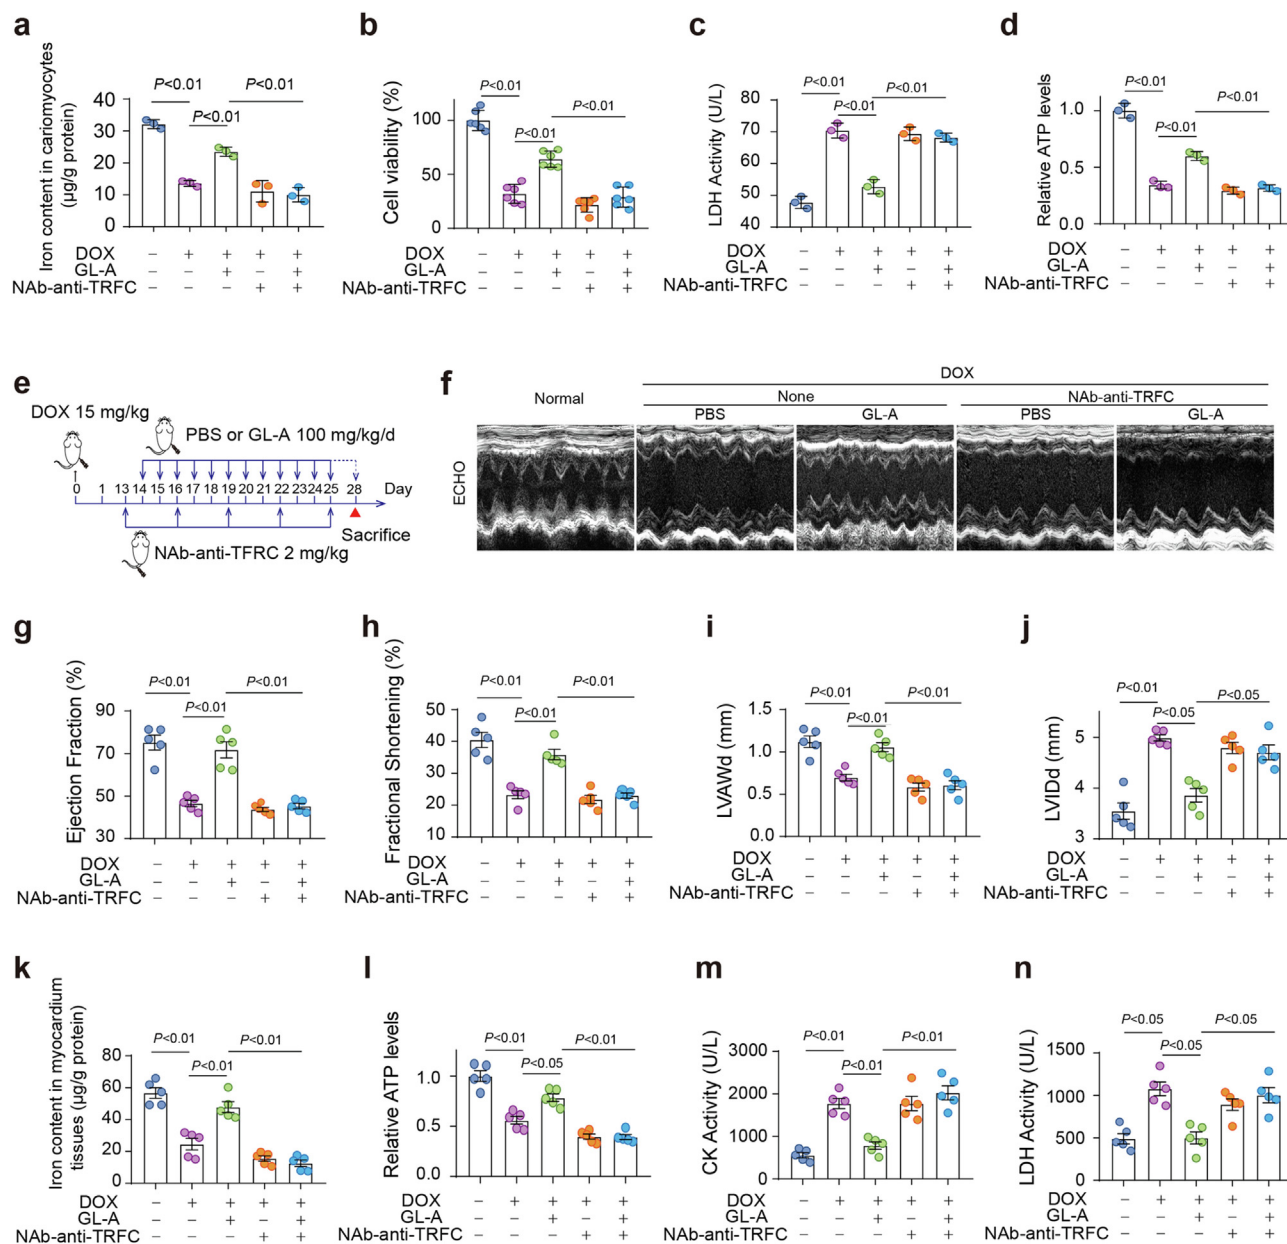 a
Iron content in cariomyocytes
(µg/g protein)
P<0.01
P<0.01
P<0.01
40
30
20
10
0
DOX − + + + +
GL-A − − + − +
NAb-anti-TRFC − − − + +
b
Cell viability (%)
P<0.01
P<0.01
P<0.01
100
50
0
DOX − + + + +
GL-A − − + − +
NAb-anti-TRFC − − − + +
c
LDH Activity (U/L)
P<0.01
P<0.01
P<0.01
80
70
60
50
40
DOX − + + + +
GL-A − − + − +
NAb-anti-TRFC − − − + +
d
Relative ATP levels
P<0.01
P<0.01
P<0.01
1.0
0.5
0.0
DOX − + + + +
GL-A − − + − +
NAb-anti-TRFC − − − + +
e
DOX 15 mg/kg
PBS or GL-A 100 mg/kg/d
0 1 13 14 15 16 17 18 19 20 21 22 23 24 25 28 Day
Sacrifice
NAb-anti-TFRC 2 mg/kg
f
DOX
Normal None NAb-anti-TRFC
PBS GL-A PBS GL-A
ECHO
g
Ejection Fraction (%)
P<0.01
P<0.01
P<0.01
90
70
50
30
DOX − + + + +
GL-A − − + − +
NAb-anti-TRFC − − − + +
h
Fractional Shortening (%)
P<0.01
P<0.01
P<0.01
50
40
30
20
10
DOX − + + + +
GL-A − − + − +
NAb-anti-TRFC − − − + +
i
LVAWd (mm)
P<0.01
P<0.01
P<0.01
1.5
1.0
0.5
0.0
DOX − + + + +
GL-A − − + − +
NAb-anti-TRFC − − − + +
j
LVIDd (mm)
P<0.01
P<0.05
P<0.05
5
4
3
DOX − + + + +
GL-A − − + − +
NAb-anti-TRFC − − − + +
k
Iron content in myocardium
tissues (µg/g protein)
P<0.01
P<0.01
P<0.01
80
60
40
20
0
DOX − + + + +
GL-A − − + − +
NAb-anti-TRFC − − − + +
l
Relative ATP levels
P<0.01
P<0.01
P<0.05
1.0
0.5
0.0
DOX − + + + +
GL-A − − + − +
NAb-anti-TRFC − − − + +
m
CK Activity (U/L)
P<0.01
P<0.01
P<0.01
3000
2000
1000
0
DOX − + + + +
GL-A − − + − +
NAb-anti-TRFC − − − + +
n
LDH Activity (U/L)
P<0.05
P<0.05
P<0.05
1500
1000
500
0
DOX − + + + +
GL-A − − + − +
NAb-anti-TRFC − − − + +